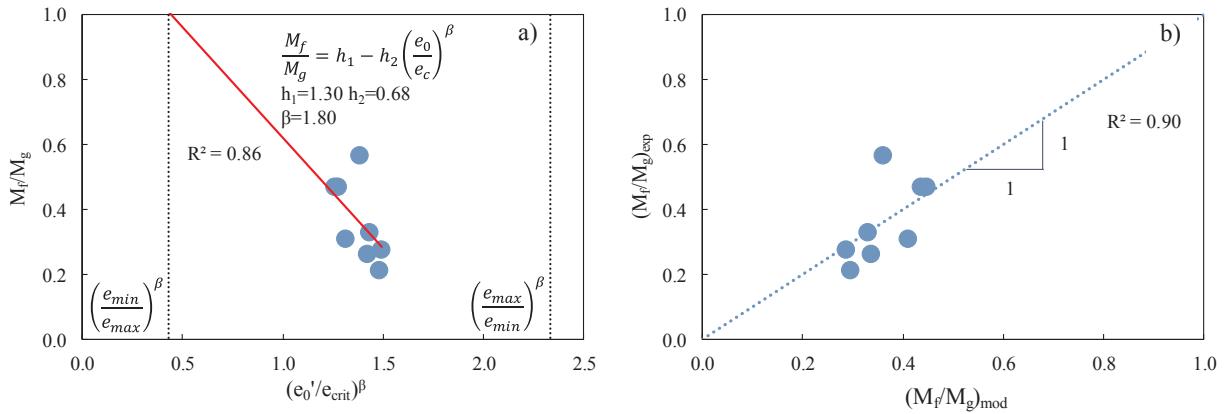 a)
M_f/M_g = h_1 − h_2 (e_0/e_c)^β
h₁=1.30 h₂=0.68
β=1.80
R² = 0.86
M_f/M_g
1.0
0.8
0.6
0.4
0.2
0.0
(e_min/e_max)^β
(e_max/e_min)^β
0.0 0.5 1.0 1.5 2.0 2.5
(e₀'/e_crit)^β
b)
R² = 0.90
1
1
(M_f/M_g)_exp
1.0
0.8
0.6
0.4
0.2
0.0
0.0 0.2 0.4 0.6 0.8 1.0
(M_f/M_g)_mod